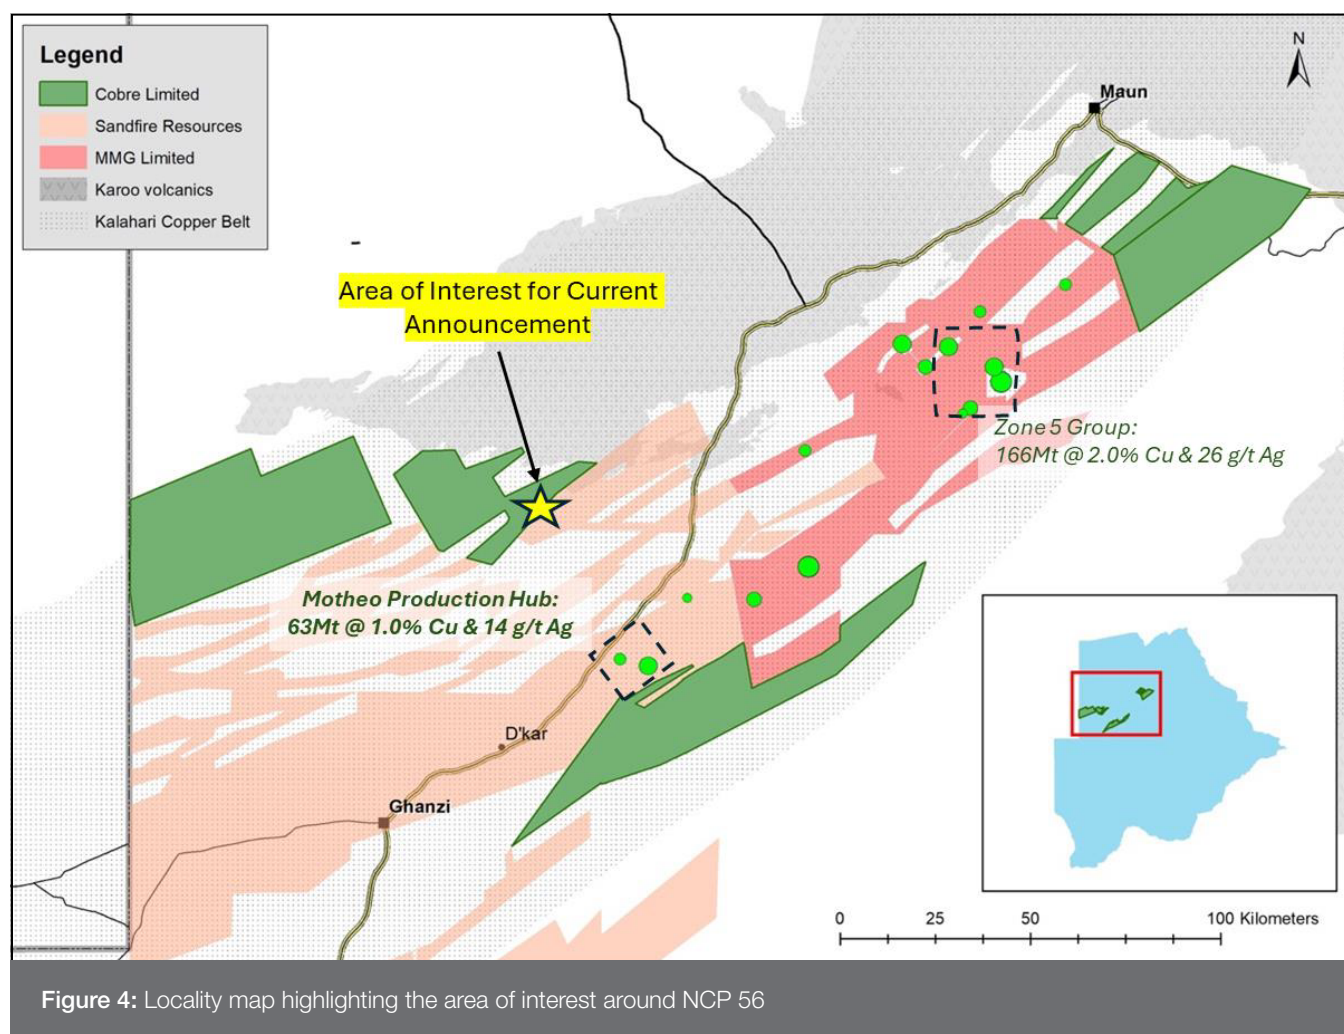 Legend
Cobre Limited
Sandfire Resources
MMG Limited
Karoo volcanics
Kalahari Copper Belt
N
Maun
Area of Interest for Current
Announcement
Zone 5 Group:
166Mt @ 2.0% Cu & 26 g/t Ag
Motheo Production Hub:
63Mt @ 1.0% Cu & 14 g/t Ag
D'kar
Ghanzi
0 25 50 100 Kilometers
Figure 4: Locality map highlighting the area of interest around NCP 56